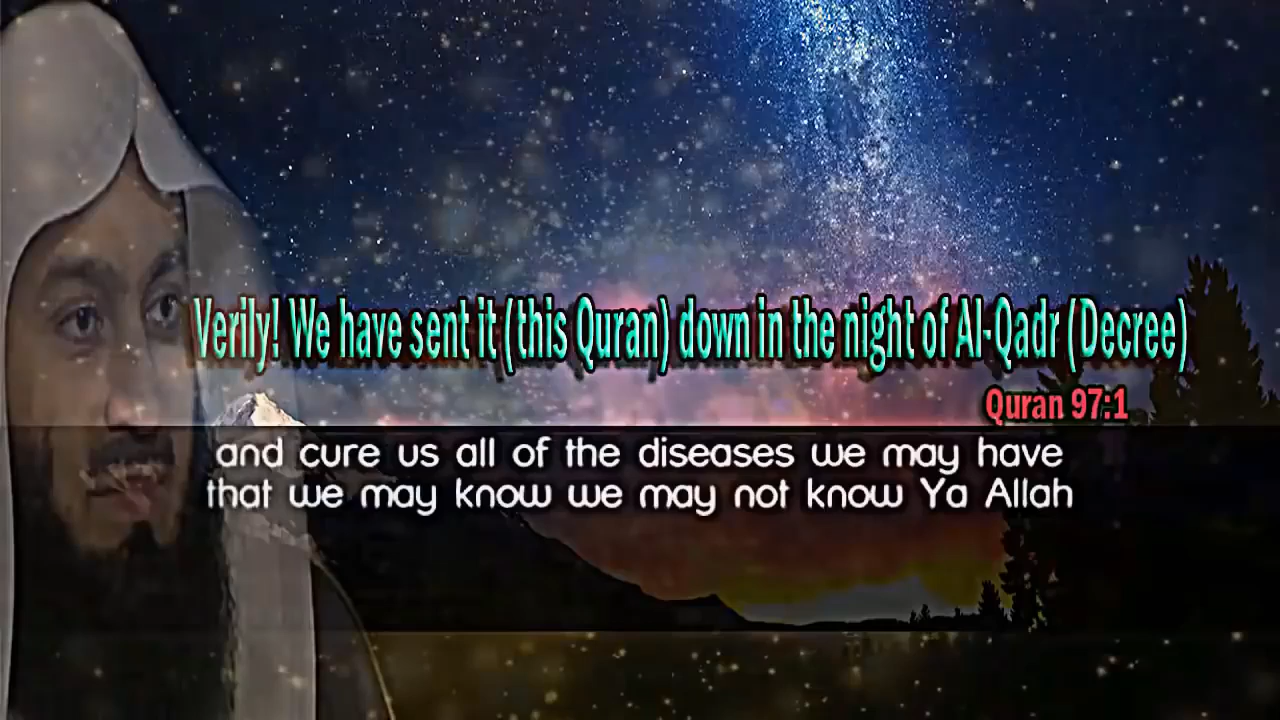 Verily! We have sent it (this Quran) down in the night of Al-Qadr (Decree)
Quran 97:1
and cure us all of the diseases we may have
that we may know we may not know Ya Allah